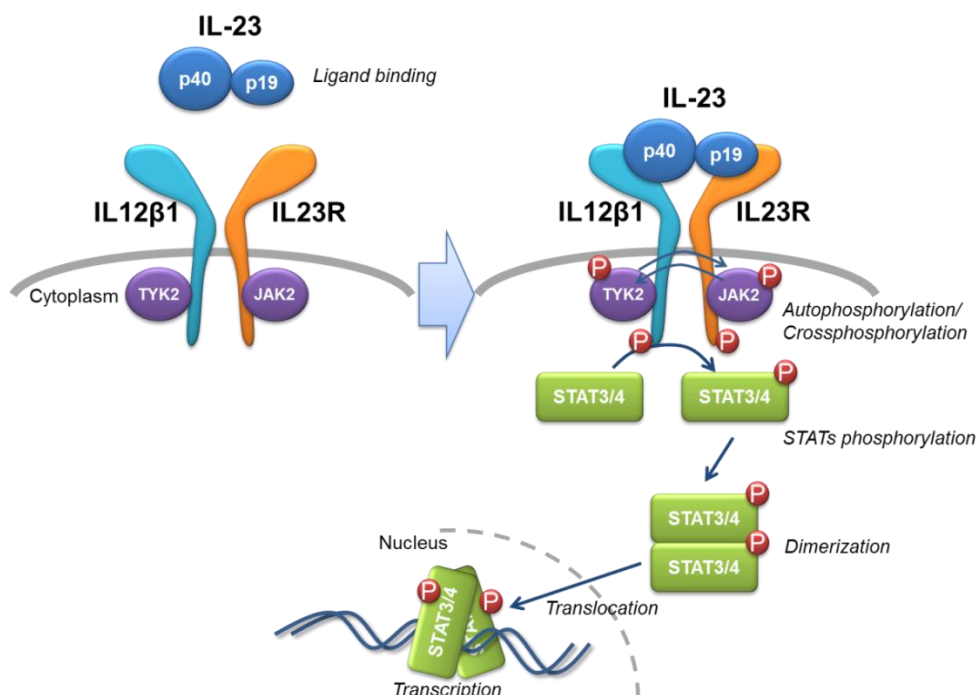 IL-23
p40
p19
Ligand binding
IL12β1
IL23R
Cytoplasm
TYK2
JAK2
IL-23
p40
p19
IL12β1
IL23R
P
P
TYK2
JAK2
Autophosphorylation/
Crossphosphorylation
P
P
STAT3/4
STAT3/4
P
STATs phosphorylation
STAT3/4
P
STAT3/4
P
Dimerization
Nucleus
Translocation
P
P
STAT3/4
Transcription